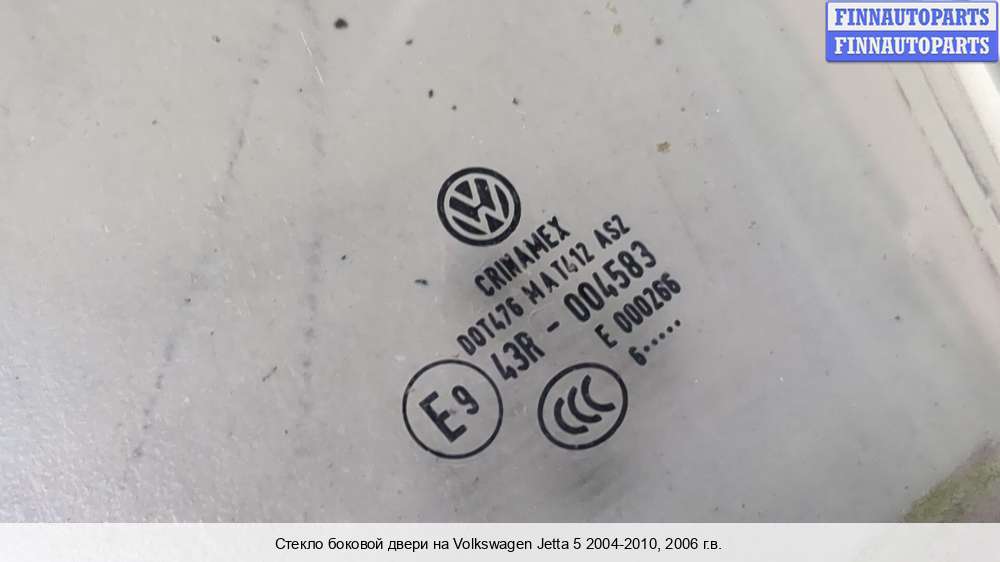 FINNAUTOPARTS
FINNAUTOPARTS
CRINAMEX
DOT476 M AT412 AS2
43R - 004583
E 000266
6•••••
E9
CCC
Стекло боковой двери на Volkswagen Jetta 5 2004-2010, 2006 г.в.